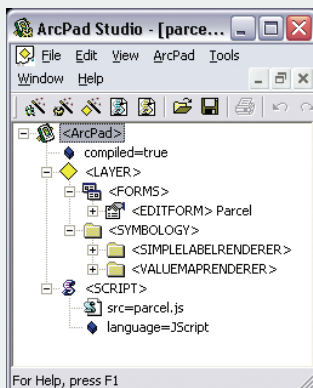 ArcPad Studio - [parce...
File Edit View ArcPad Tools
Window Help
<ArcPad>
compiled=true
<LAYER>
<FORMS>
<EDITFORM> Parcel
<SYMBOLOGY>
<SIMPLELABELRENDERER>
<VALUEMAPRENDERER>
<SCRIPT>
src=parcel.js
language=JScript
For Help, press F1